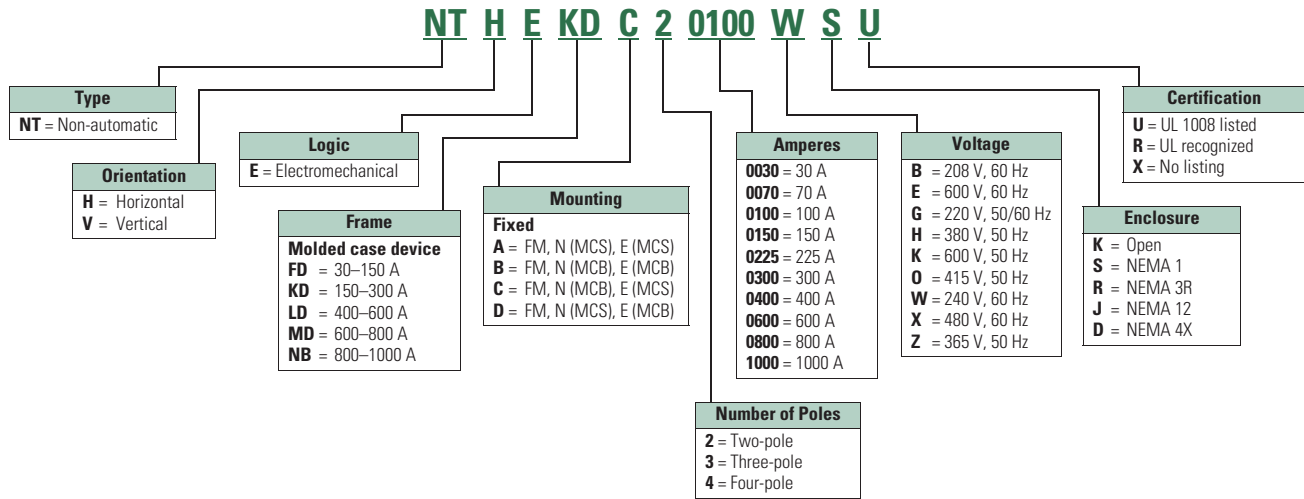 NT H E KD C 2 0100 W S U
Type
NT = Non-automatic
Orientation
H = Horizontal
V = Vertical
Logic
E = Electromechanical
Frame
Molded case device
FD = 30–150 A
KD = 150–300 A
LD = 400–600 A
MD = 600–800 A
NB = 800–1000 A
Mounting
Fixed
A = FM, N (MCS), E (MCS)
B = FM, N (MCB), E (MCB)
C = FM, N (MCB), E (MCS)
D = FM, N (MCS), E (MCB)
Number of Poles
2 = Two-pole
3 = Three-pole
4 = Four-pole
Amperes
0030 = 30 A
0070 = 70 A
0100 = 100 A
0150 = 150 A
0225 = 225 A
0300 = 300 A
0400 = 400 A
0600 = 600 A
0800 = 800 A
1000 = 1000 A
Voltage
B = 208 V, 60 Hz
E = 600 V, 60 Hz
G = 220 V, 50/60 Hz
H = 380 V, 50 Hz
K = 600 V, 50 Hz
O = 415 V, 50 Hz
W = 240 V, 60 Hz
X = 480 V, 60 Hz
Z = 365 V, 50 Hz
Enclosure
K = Open
S = NEMA 1
R = NEMA 3R
J = NEMA 12
D = NEMA 4X
Certification
U = UL 1008 listed
R = UL recognized
X = No listing